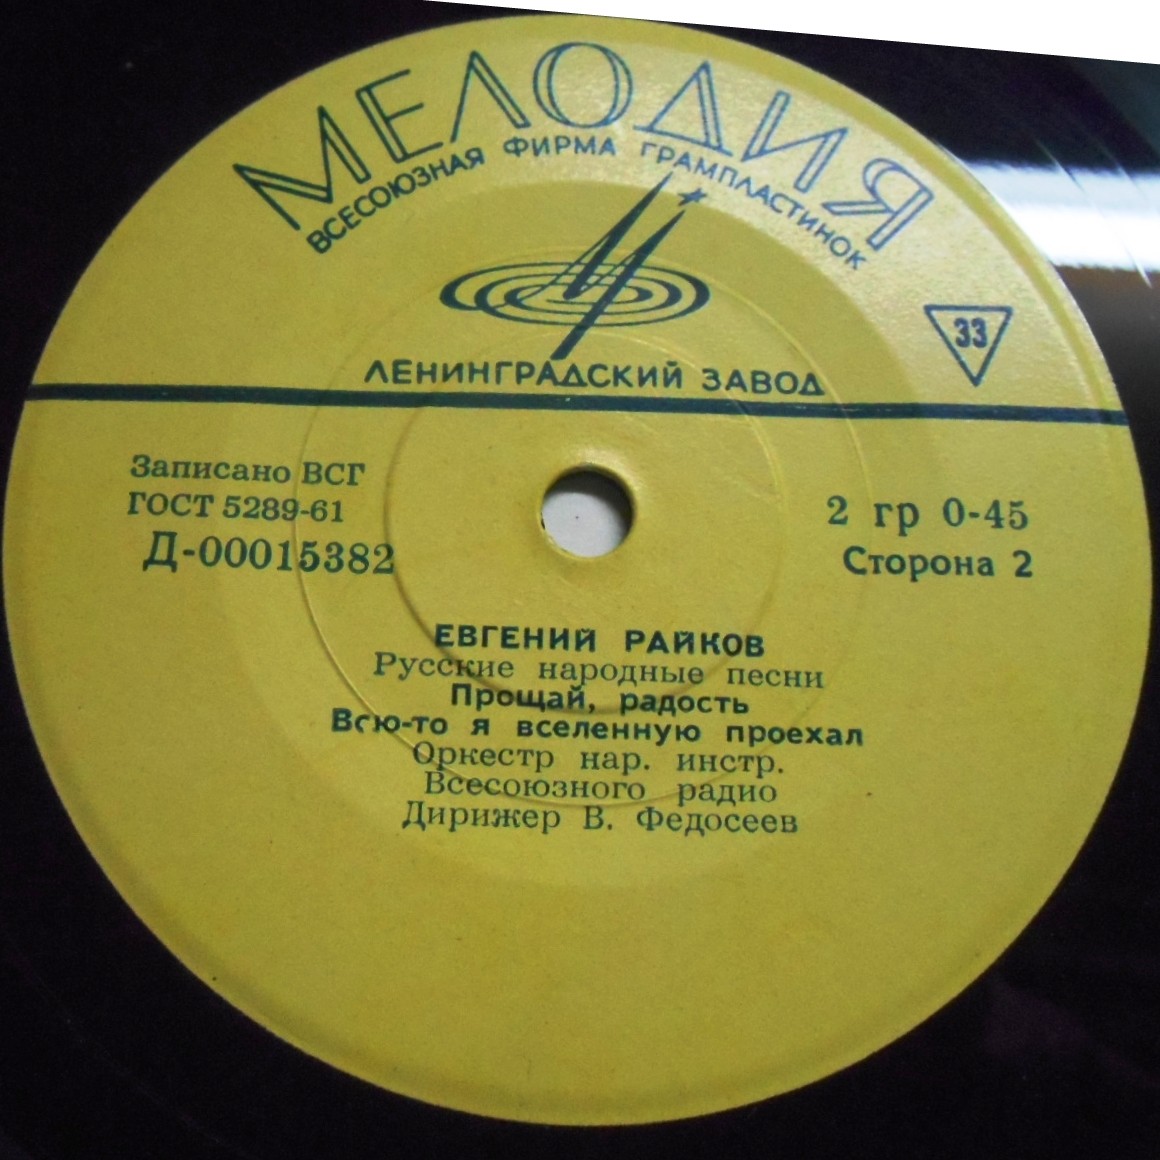 МЕЛОДИЯ
ВСЕСОЮЗНАЯ ФИРМА ГРАМПЛАСТИНОК
33
ЛЕНИНГРАДСКИЙ ЗАВОД
Записано ВСГ
ГОСТ 5289-61
Д-00015382
2 гр 0-45
Сторона 2
ЕВГЕНИЙ РАЙКОВ
Русские народные песни
Прощай, радость
Всю-то я вселенную проехал
Оркестр нар. инстр.
Всесоюзного радио
Дирижер В. Федосеев